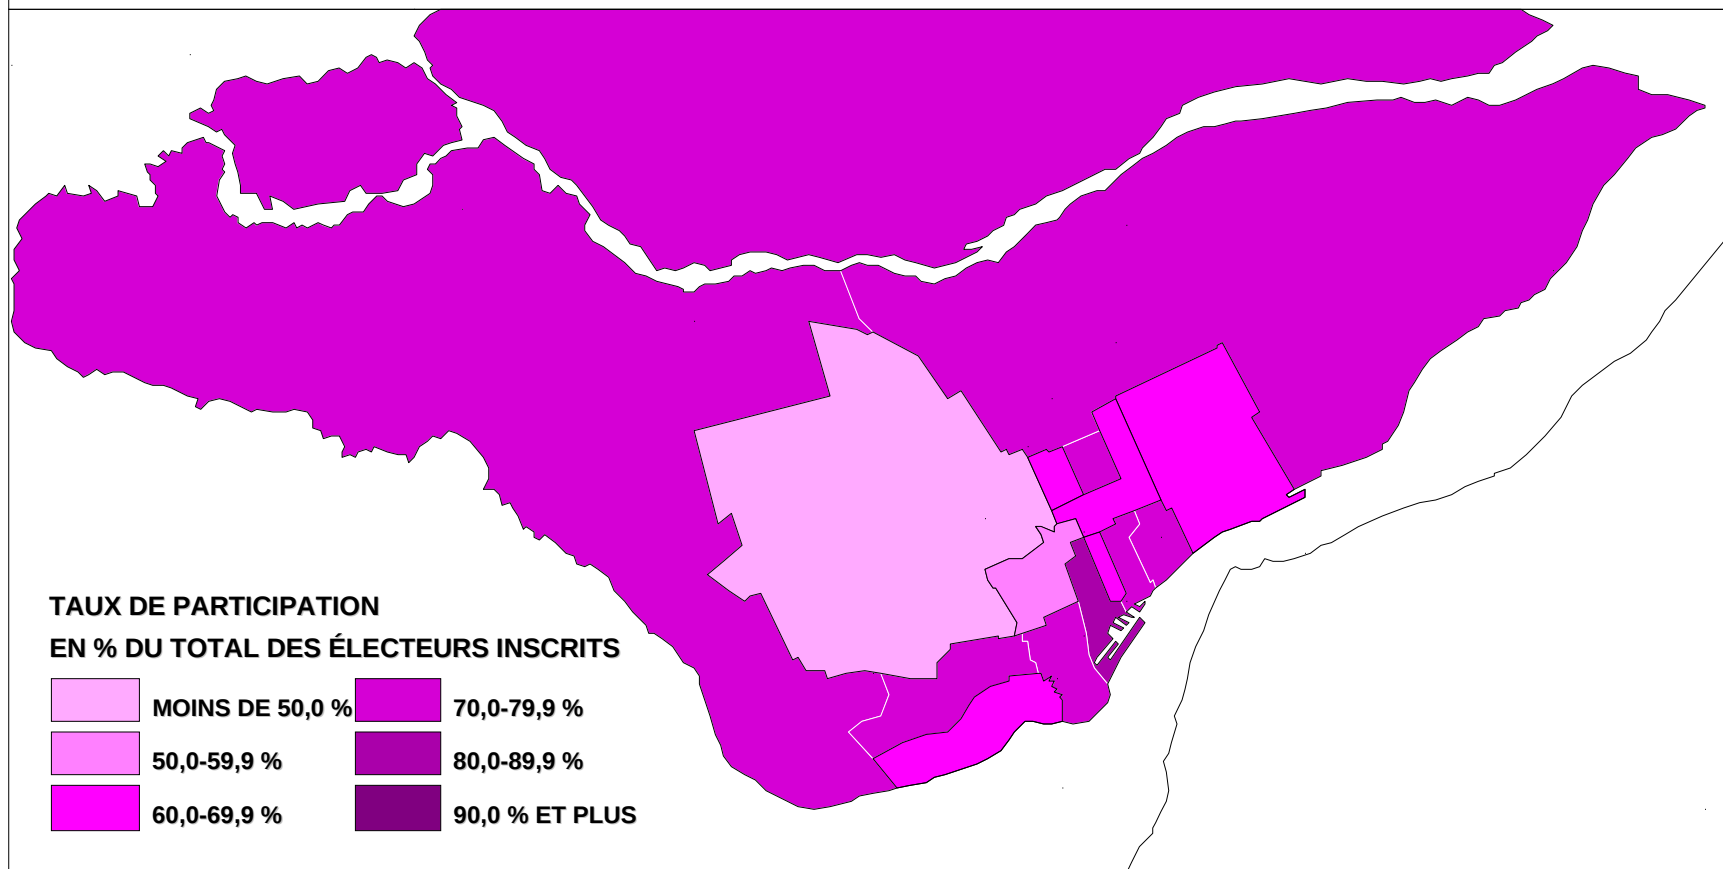 TAUX DE PARTICIPATION
EN % DU TOTAL DES ÉLECTEURS INSCRITS
MOINS DE 50,0 %
70,0-79,9 %
50,0-59,9 %
80,0-89,9 %
60,0-69,9 %
90,0 % ET PLUS